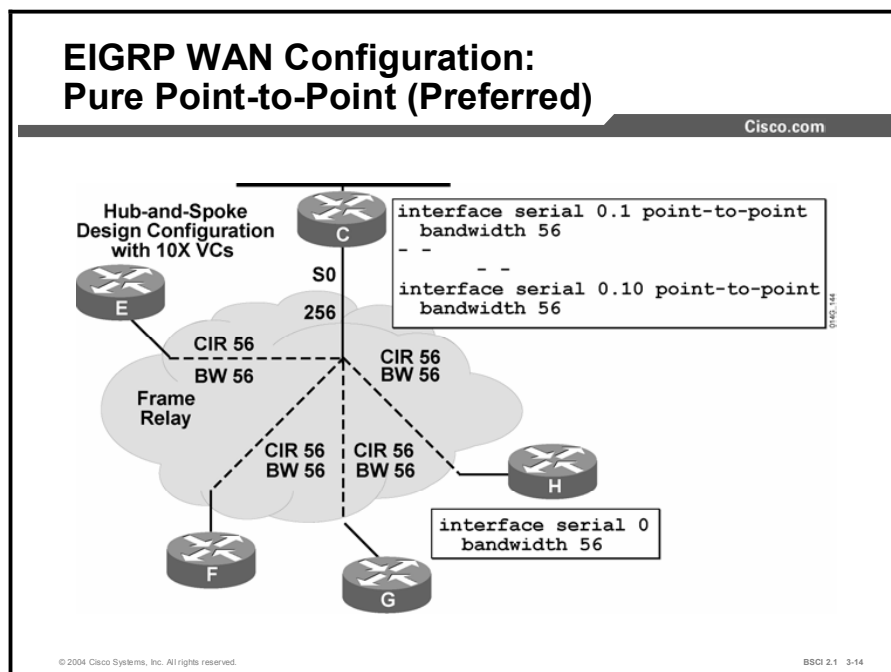 EIGRP WAN Configuration:
Pure Point-to-Point (Preferred)
Cisco.com
Hub-and-Spoke
Design Configuration
with 10X VCs
C
interface serial 0.1 point-to-point
bandwidth 56
- -
- -
interface serial 0.10 point-to-point
bandwidth 56
014G_144
S0
256
E
CIR 56
BW 56
CIR 56
BW 56
Frame
Relay
CIR 56
BW 56
CIR 56
BW 56
H
interface serial 0
bandwidth 56
F
G
© 2004 Cisco Systems, Inc. All rights reserved.
BSCI 2.1 3-14